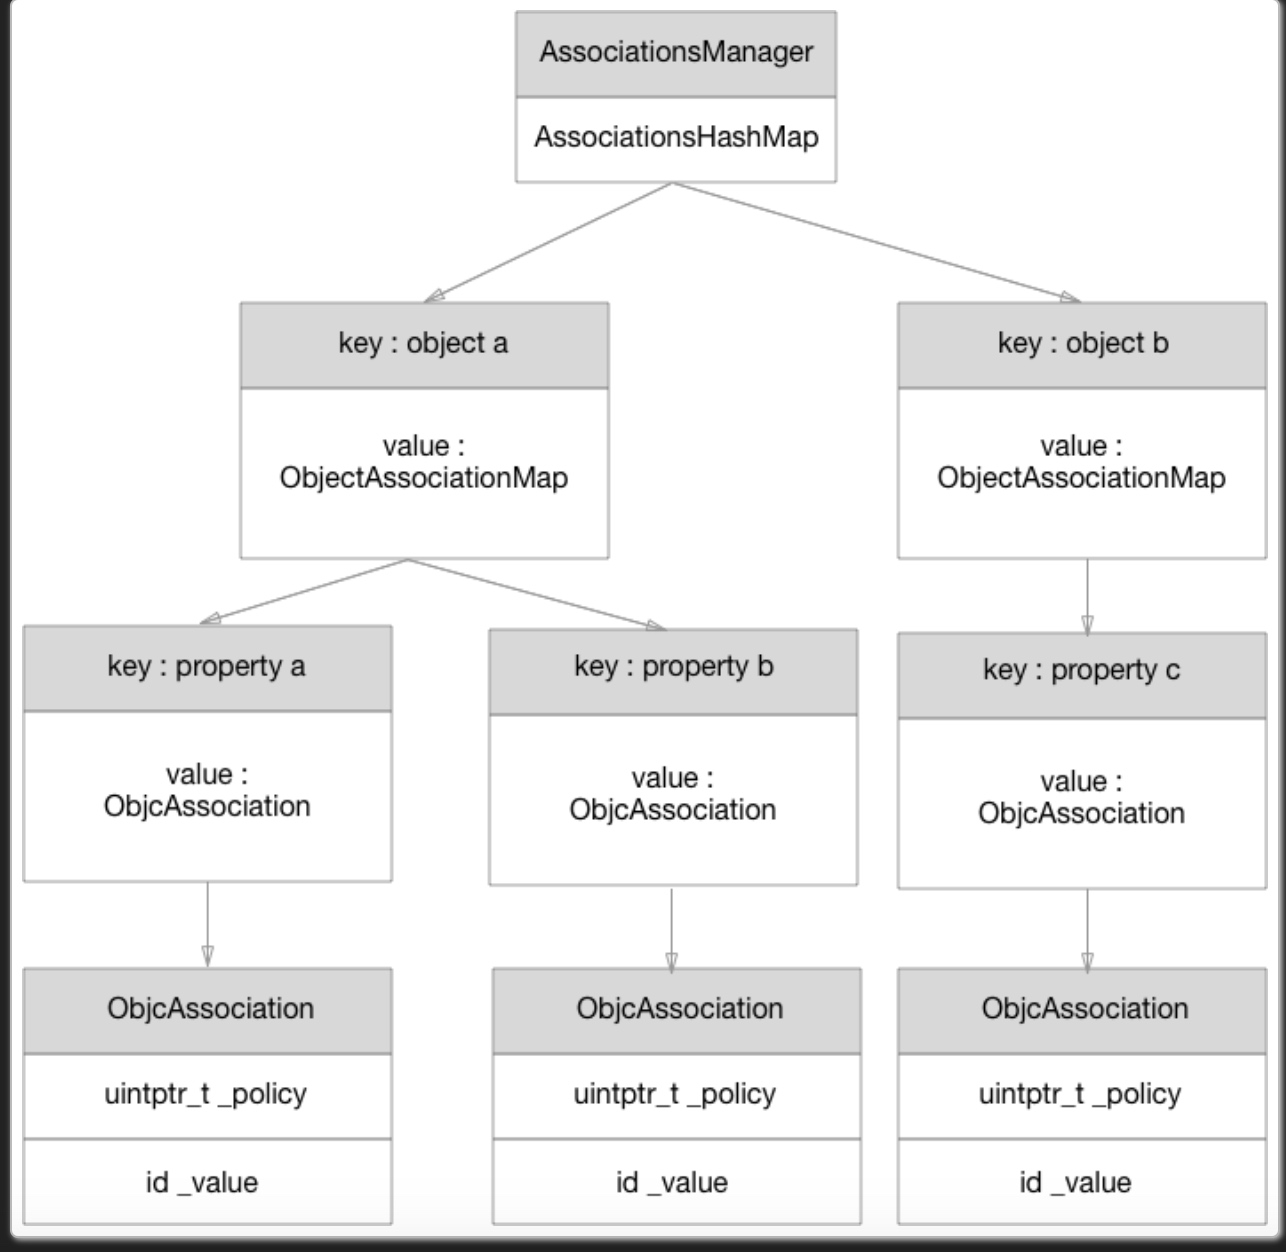 AssociationsManager
AssociationsHashMap
key : object a
value :
ObjectAssociationMap
key : object b
value :
ObjectAssociationMap
key : property a
value :
ObjcAssociation
key : property b
value :
ObjcAssociation
key : property c
value :
ObjcAssociation
ObjcAssociation
uintptr_t _policy
id _value
ObjcAssociation
uintptr_t _policy
id _value
ObjcAssociation
uintptr_t _policy
id _value